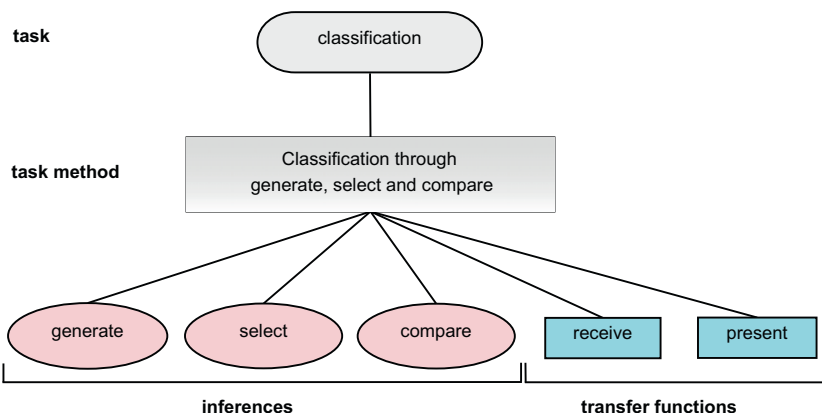 task
classification
task method
Classification through
generate, select and compare
generate
select
compare
receive
present
inferences
transfer functions